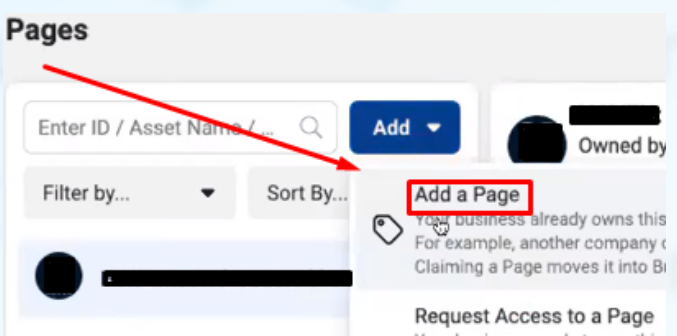 Pages
Enter ID / Asset Name / ...
Add
Owned by
Filter by...
Sort By...
Add a Page
Your business already owns this
For example, another company
Claiming a Page moves it into
Request Access to a Page